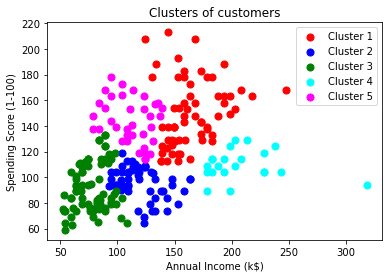 Clusters of customers
220
200
180
160
140
120
100
80
60
Spending Score (1-100)
Cluster 1
Cluster 2
Cluster 3
Cluster 4
Cluster 5
50
100
150
200
250
300
Annual Income (k$)